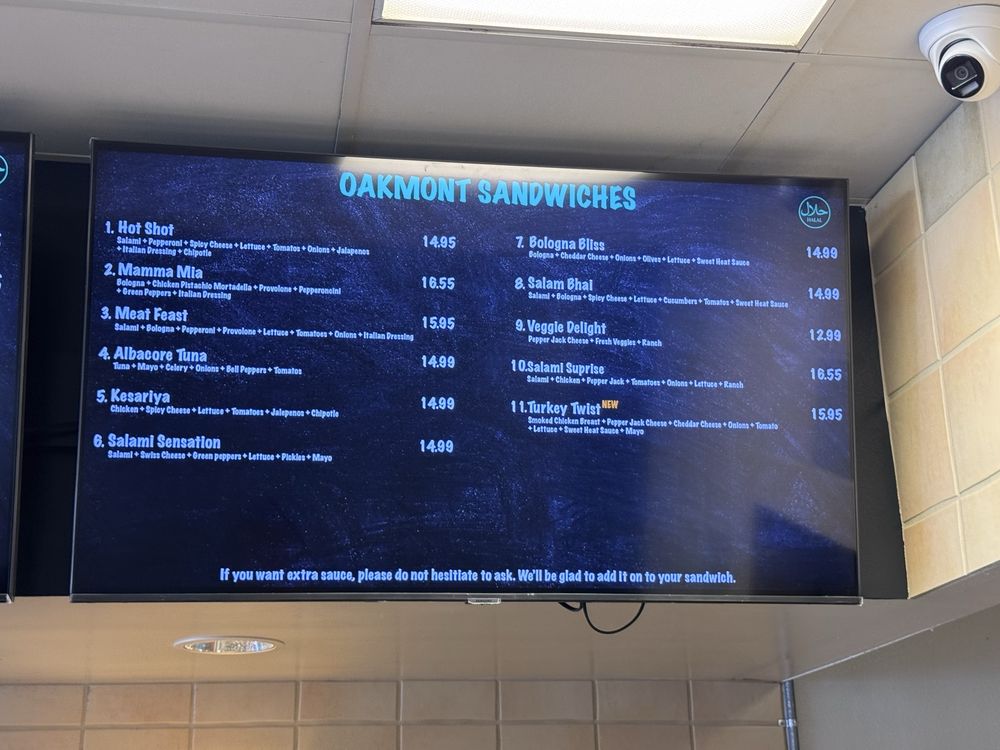 OAKMONT SANDWICHES
حلال
HALAL
1. Hot Shot 14.95
Salami + Pepperoni + Spicy Cheese + Lettuce + Tomatoes + Onions + Jalapenos
+ Italian Dressing + Chipotle
2. Mamma Mia 16.55
Bologna + Chicken Pistachio Mortadella + Provolone + Pepperoncini
+ Green Peppers + Italian Dressing
3. Meat Feast 15.95
Salami + Bologna + Pepperoni + Provolone + Lettuce + Tomatoes + Onions + Italian Dressing
4. Albacore Tuna 14.99
Tuna + Mayo + Celery + Onions + Bell Peppers + Tomatos
5. Kesariya 14.99
Chicken + Spicy Cheese + Lettuce + Tomatoes + Jalepenos + Chipotle
6. Salami Sensation 14.99
Salami + Swiss Cheese + Green peppers + Lettuce + Pickles + Mayo
7. Bologna Bliss 14.99
Bologna + Cheddar Cheese + Onions + Olives + Lettuce + Sweet Heat Sauce
8. Salam Bhai 14.99
Salami + Bologna + Spicy Cheese + Lettuce + Cusumbers + Tomatos + Sweet Heat Sauce
9. Veggie Delight 12.99
Pepper Jack Cheese + Fresh Veggies + Ranch
10.Salami Suprise 16.55
Salami + Chicken + Pepper Jack + Tomatoes + Onions + Lettuce + Ranch
11.Turkey Twist NEW 15.95
Smoked Chicken Breast + Pepper Jack Cheese + Cheddar Cheese + Onions + Tomato
+ Lettuce + Sweet Heat Sauce + Mayo
If you want extra sauce, please do not hesitiate to ask. We'll be glad to add it on to your sandwich.